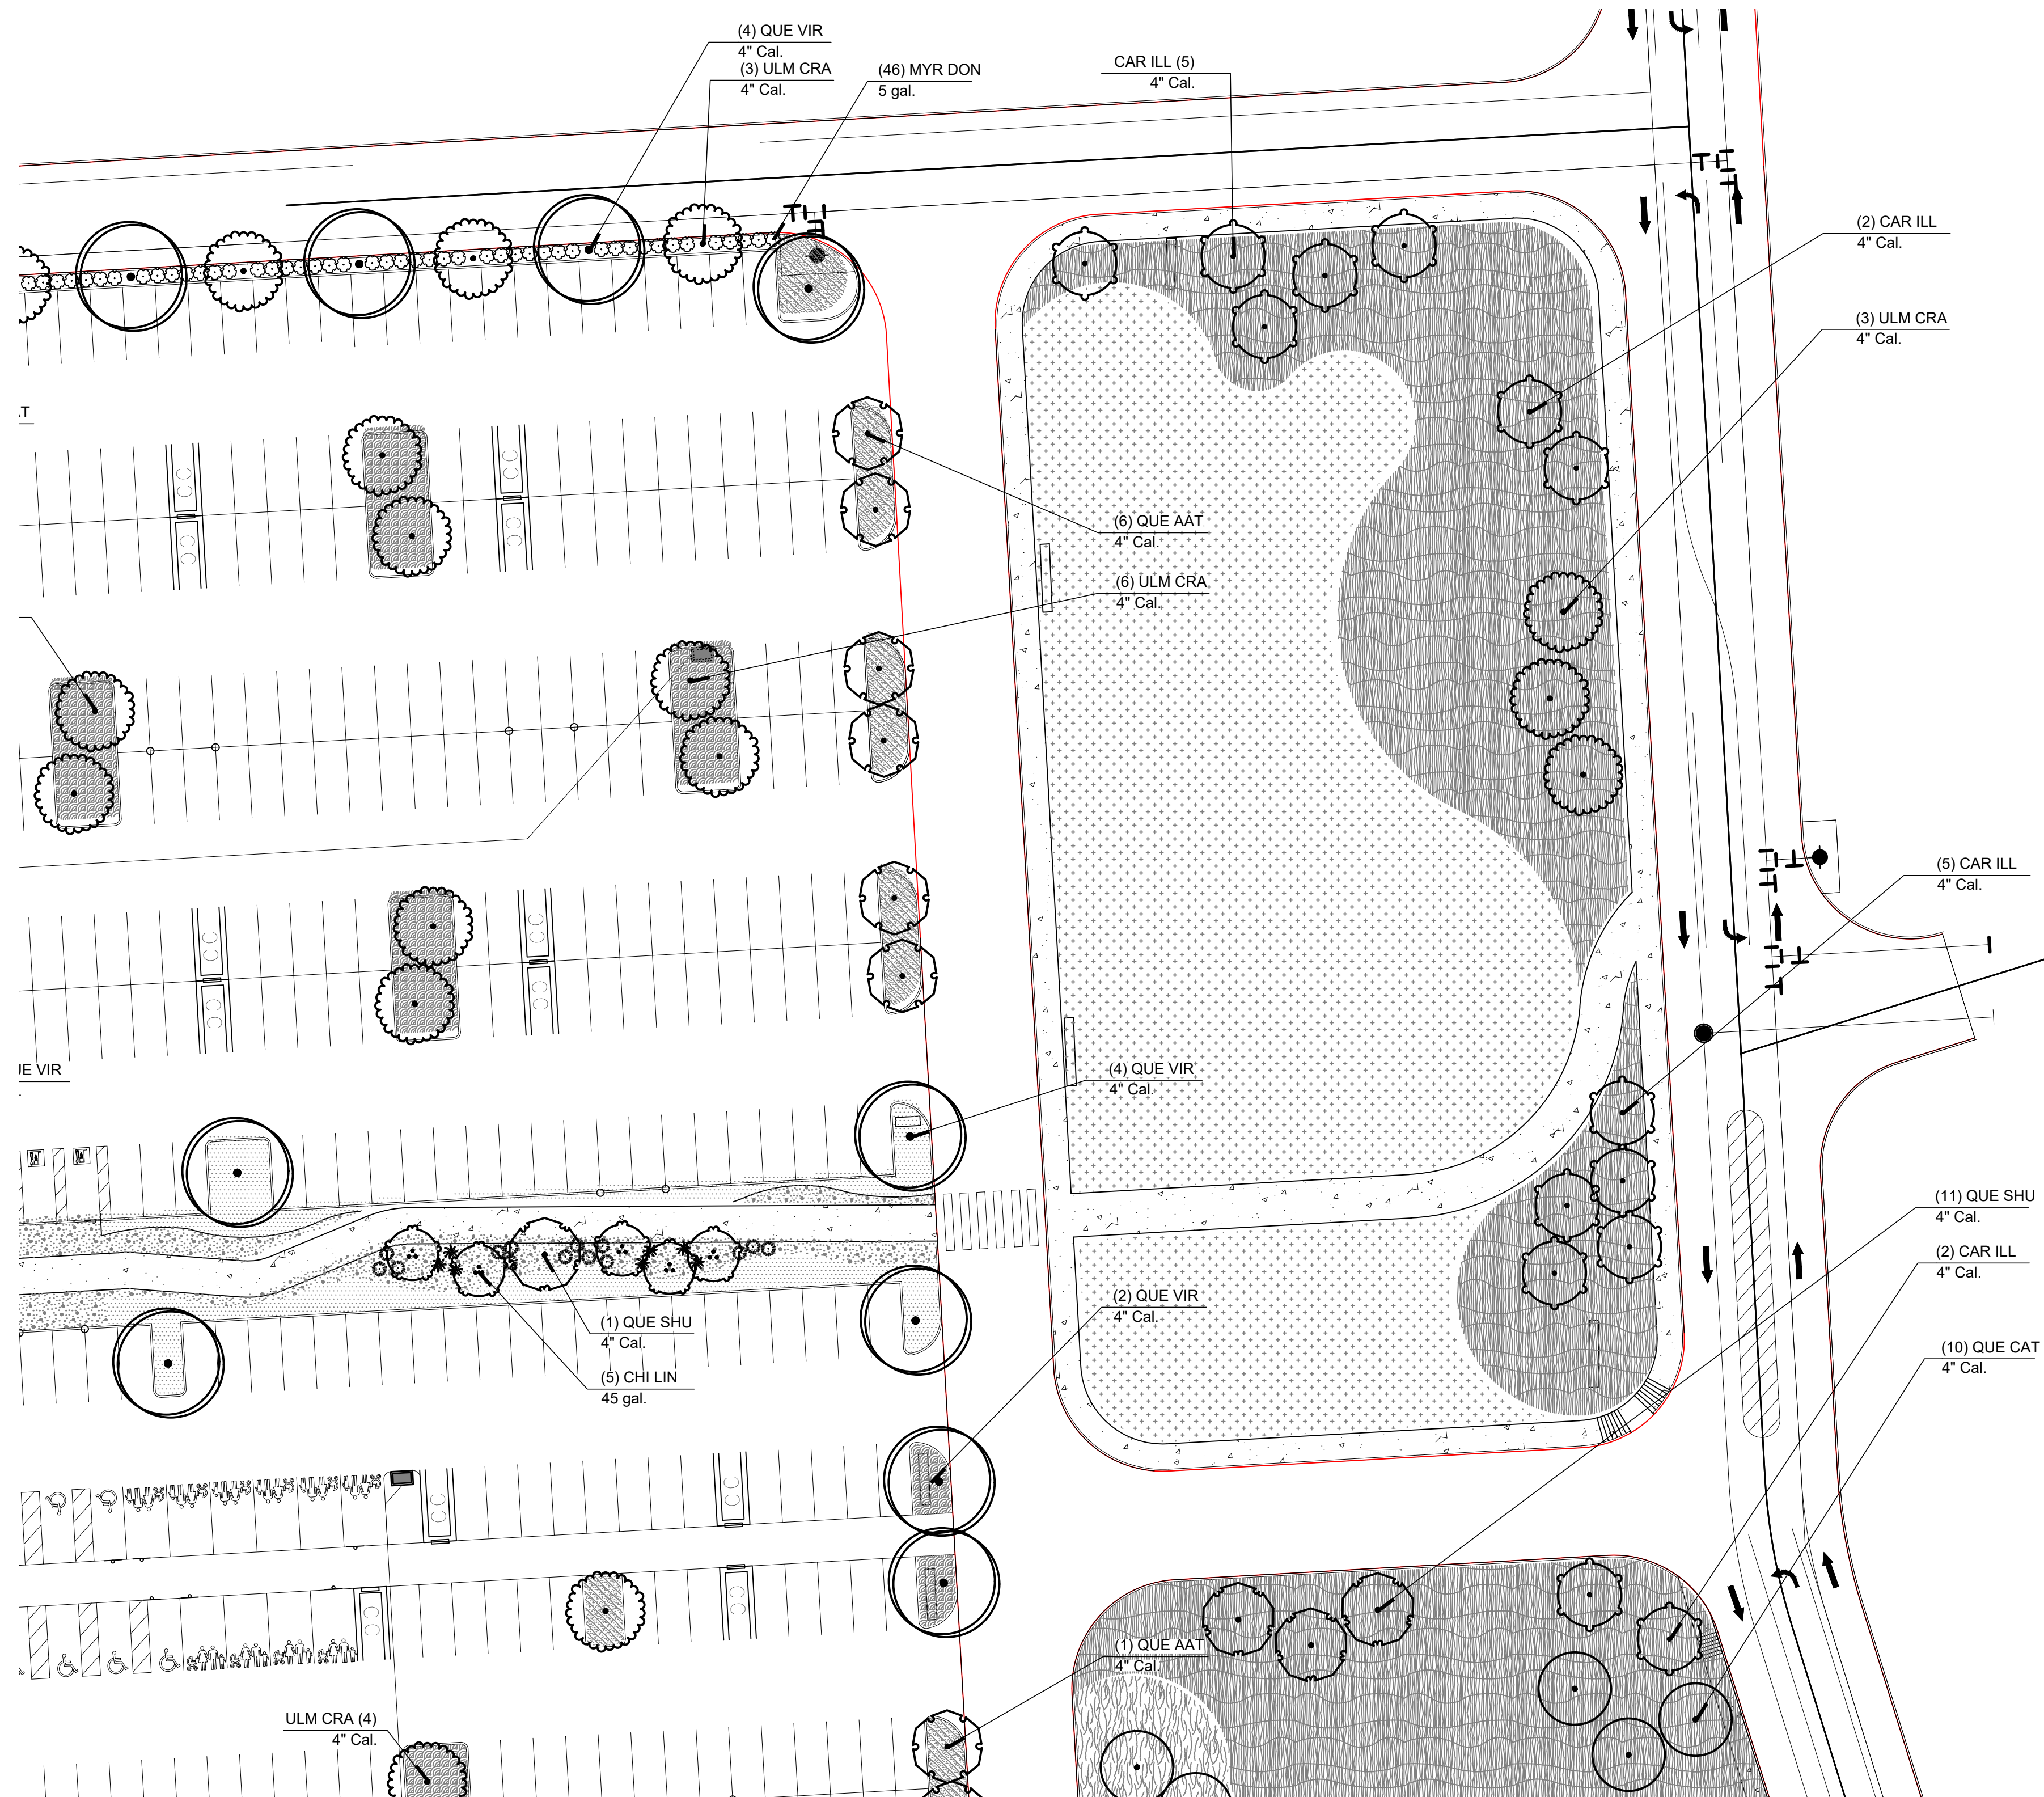 (4) QUE VIR
4" Cal.
(3) ULM CRA
4" Cal.
(46) MYR DON
5 gal.
CAR ILL (5)
4" Cal.
(2) CAR ILL
4" Cal.
(3) ULM CRA
4" Cal.
(6) QUE AAT
4" Cal.
(6) ULM CRA
4" Cal.
(5) CAR ILL
4" Cal.
VIR
(4) QUE VIR
4" Cal.
(11) QUE SHU
4" Cal.
(2) CAR ILL
4" Cal.
(2) QUE VIR
4" Cal.
(1) QUE SHU
4" Cal.
(10) QUE CAT
4" Cal.
(5) CHI LIN
45 gal.
(1) QUE AAT
4" Cal.
ULM CRA (4)
4" Cal.